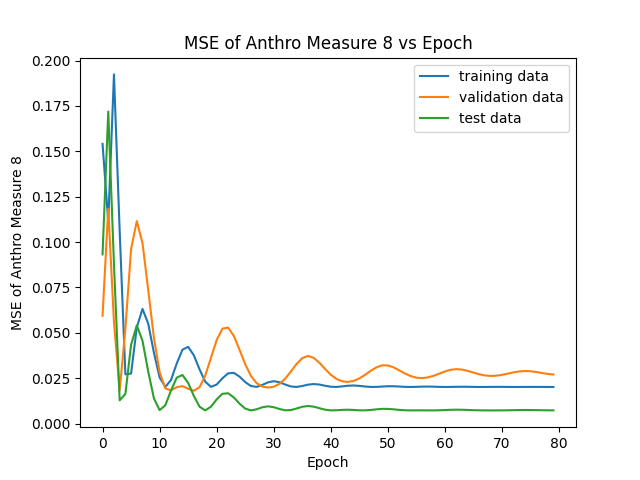 MSE of Anthro Measure 8 vs Epoch
training data
validation data
test data
MSE of Anthro Measure 8
0.200
0.175
0.150
0.125
0.100
0.075
0.050
0.025
0.000
0 10 20 30 40 50 60 70 80
Epoch